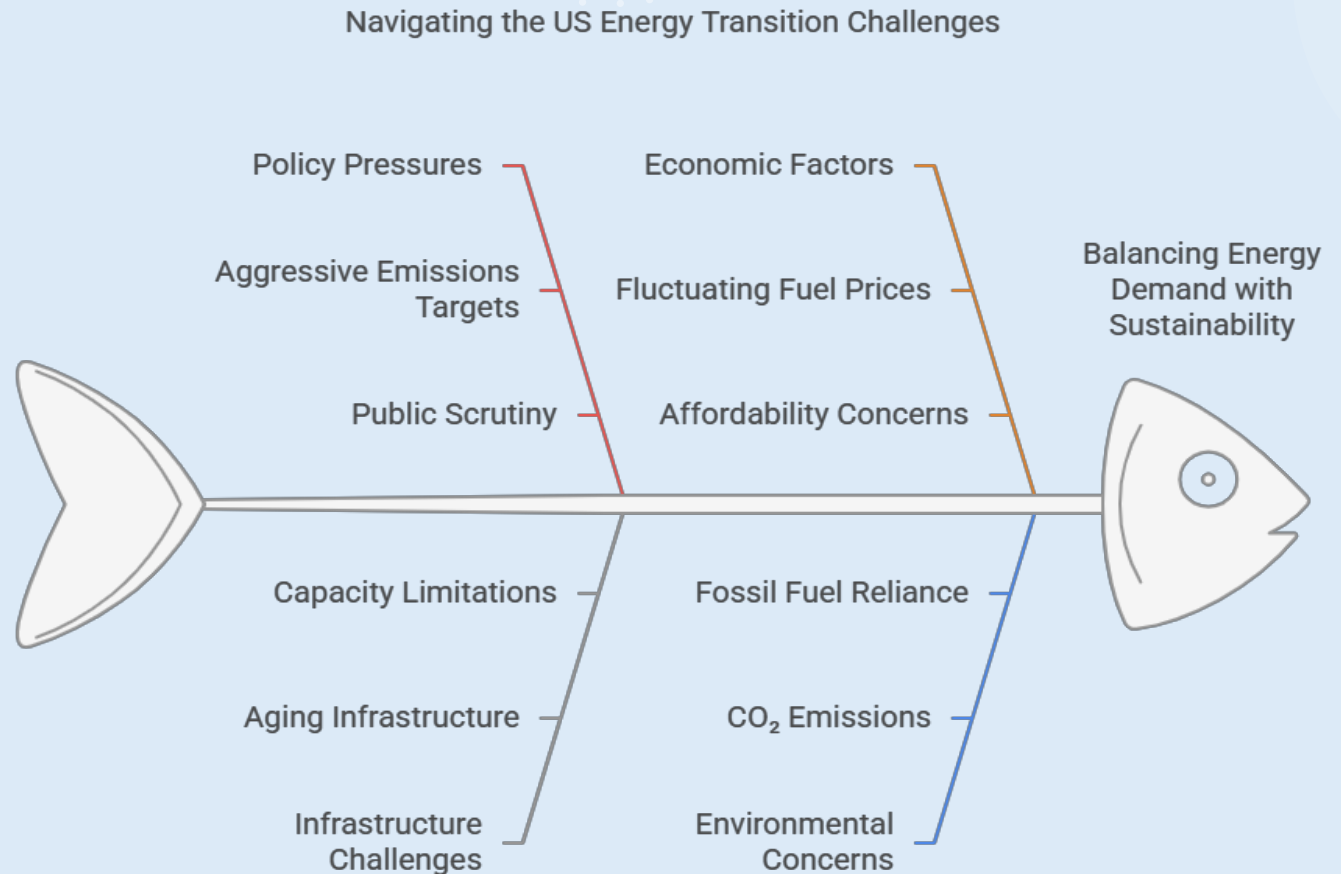 Navigating the US Energy Transition Challenges
Policy Pressures
Aggressive Emissions
Targets
Public Scrutiny
Economic Factors
Fluctuating Fuel Prices
Affordability Concerns
Balancing Energy
Demand with
Sustainability
Capacity Limitations
Aging Infrastructure
Infrastructure
Challenges
Fossil Fuel Reliance
CO₂ Emissions
Environmental
Concerns